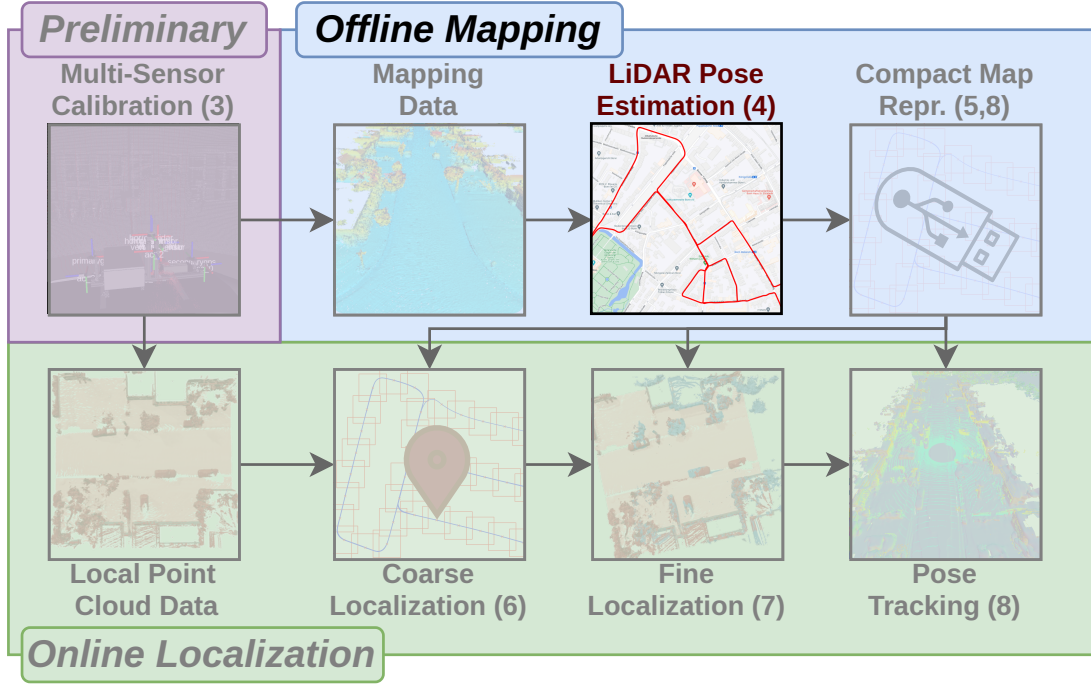 Preliminary
Offline Mapping
Multi-Sensor
Calibration (3)
Mapping
Data
LiDAR Pose
Estimation (4)
Compact Map
Repr. (5,8)
Local Point
Cloud Data
Coarse
Localization (6)
Fine
Localization (7)
Pose
Tracking (8)
Online Localization